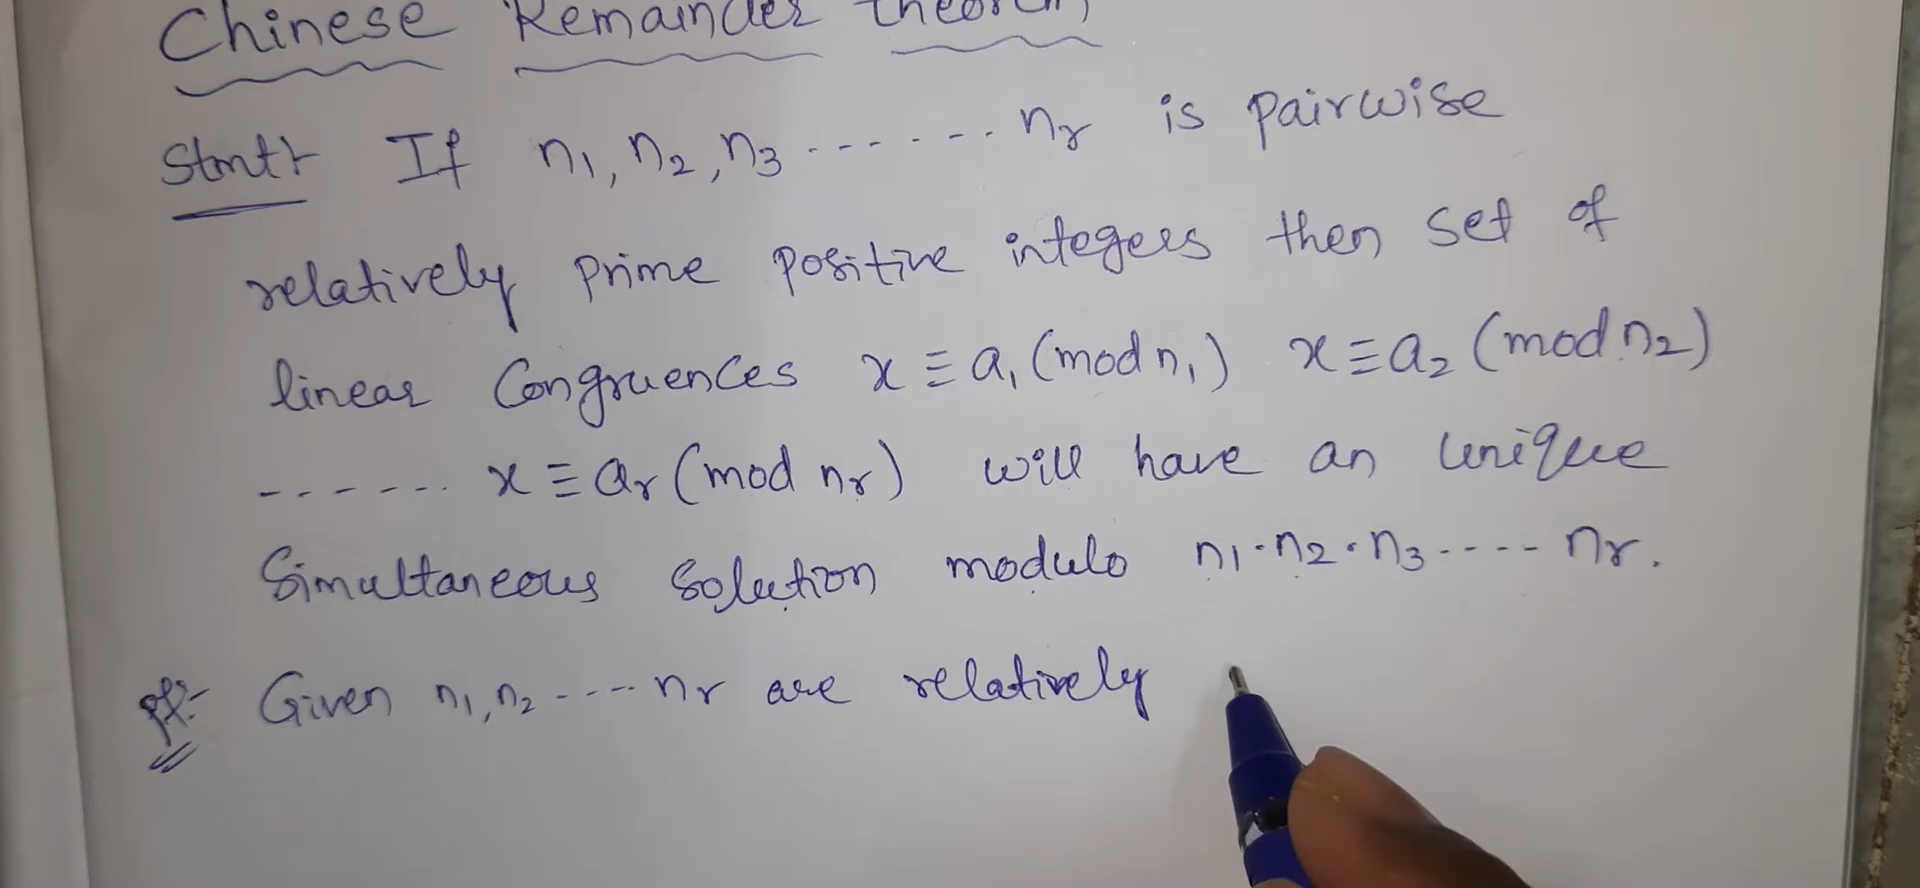 Chinese Remainder theorem
Stmt:- If n₁, n₂, n₃ ------- nᵣ is pairwise
relatively prime positive integers then set of
linear Congruences x ≡ a₁ (mod n₁) x ≡ a₂ (mod n₂)
------ x ≡ aᵣ (mod nᵣ) will have an unique
Simultaneous Solution modulo n₁·n₂·n₃---- nᵣ.
pf:- Given n₁, n₂ ---- nᵣ are relatively